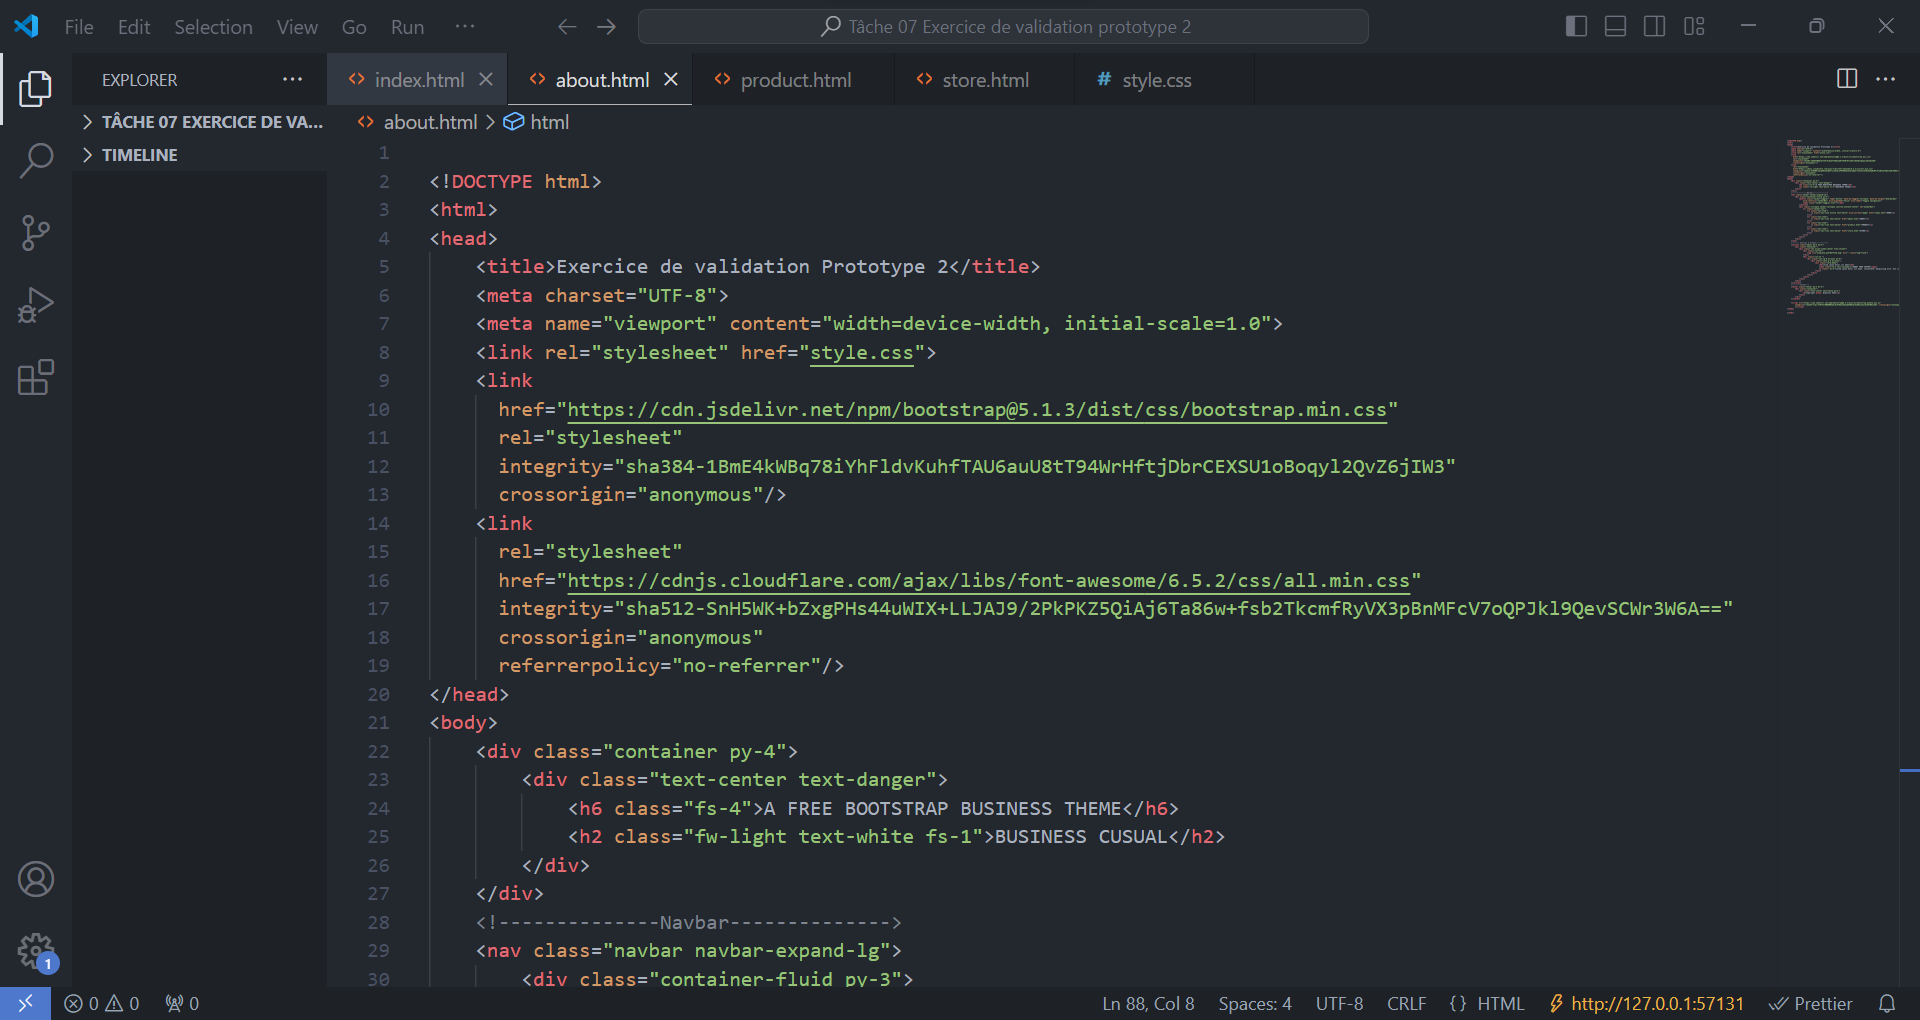 File Edit Selection View Go Run ··· Tâche 07 Exercice de validation prototype 2
EXPLORER ···
TÂCHE 07 EXERCICE DE VA...
TIMELINE
index.html about.html product.html store.html # style.css ···
about.html > html
1
2 <!DOCTYPE html>
3 <html>
4 <head>
5 <title>Exercice de validation Prototype 2</title>
6 <meta charset="UTF-8">
7 <meta name="viewport" content="width=device-width, initial-scale=1.0">
8 <link rel="stylesheet" href="style.css">
9 <link
10 href="https://cdn.jsdelivr.net/npm/bootstrap@5.1.3/dist/css/bootstrap.min.css"
11 rel="stylesheet"
12 integrity="sha384-1BmE4kWBq78iYhFldvKuhfTAU6auU8tT94WrHftjDbrCEXSU1oBoqyl2QvZ6jIW3"
13 crossorigin="anonymous"/>
14 <link
15 rel="stylesheet"
16 href="https://cdnjs.cloudflare.com/ajax/libs/font-awesome/6.5.2/css/all.min.css"
17 integrity="sha512-SnH5WK+bZxgPHs44uWIX+LLJAJ9/2PkPKZ5QiAj6Ta86w+fsb2TkcmfRyVX3pBnMFcV7oQPJkl9QevSCWr3W6A=="
18 crossorigin="anonymous"
19 referrerpolicy="no-referrer"/>
20 </head>
21 <body>
22 <div class="container py-4">
23 <div class="text-center text-danger">
24 <h6 class="fs-4">A FREE BOOTSTRAP BUSINESS THEME</h6>
25 <h2 class="fw-light text-white fs-1">BUSINESS CUSUAL</h2>
26 </div>
27 </div>
28 <!--------------Navbar-------------->
29 <nav class="navbar navbar-expand-lg">
30 <div class="container-fluid py-3">
1
0 0 0 Ln 88, Col 8 Spaces: 4 UTF-8 CRLF {} HTML http://127.0.0.1:57131 Prettier